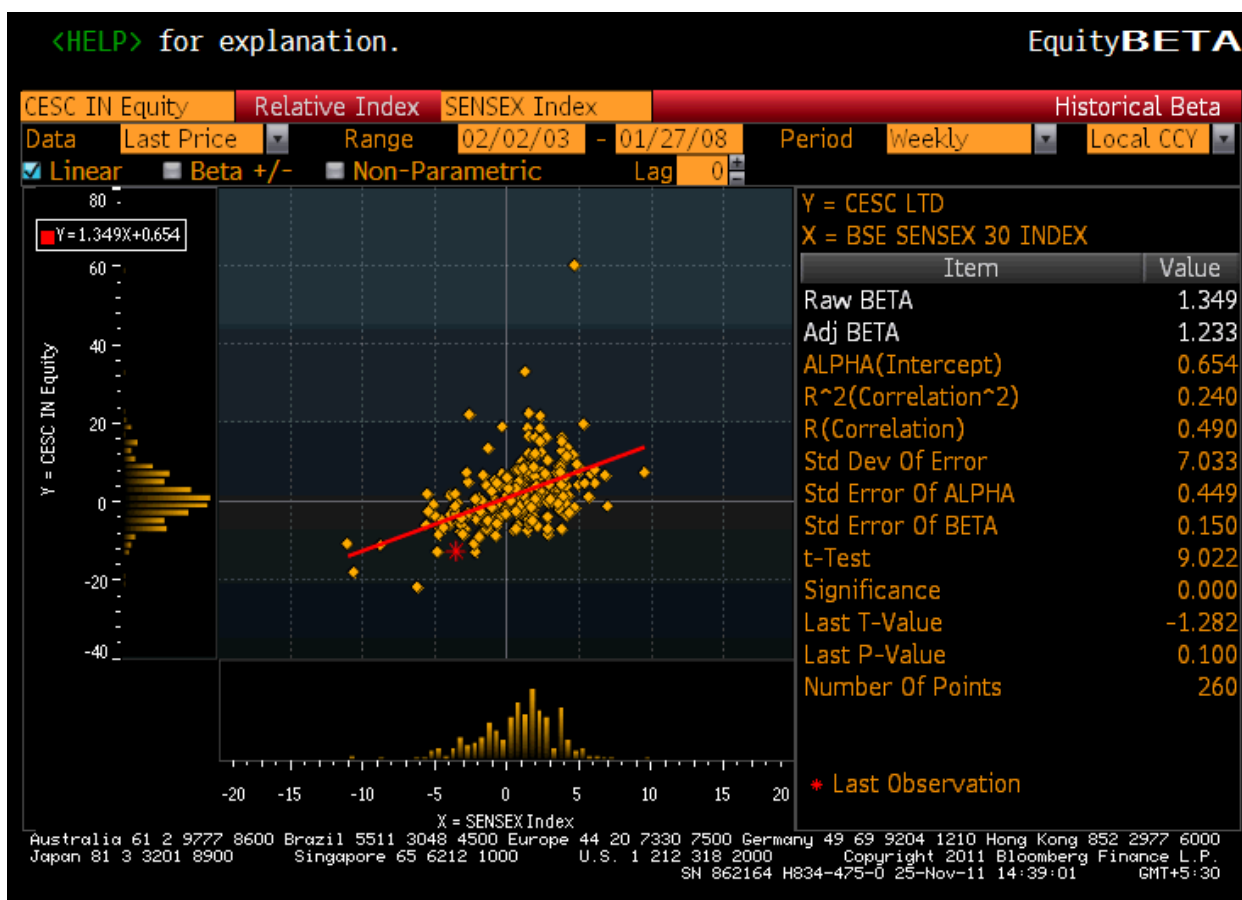 <HELP> for explanation.
EquityBETA
CESC IN Equity Relative Index SENSEX Index Historical Beta
Data Last Price Range 02/02/03 - 01/27/08 Period Weekly Local CCY
Linear Beta +/- Non-Parametric Lag 0
Y=1.349X+0.654
80
60
40
20
0
-20
-40
Y = CESC IN Equity
-20 -15 -10 -5 0 5 10 15 20
X = SENSEX Index
Y = CESC LTD
X = BSE SENSEX 30 INDEX
Item Value
Raw BETA 1.349
Adj BETA 1.233
ALPHA(Intercept) 0.654
R^2(Correlation^2) 0.240
R(Correlation) 0.490
Std Dev Of Error 7.033
Std Error Of ALPHA 0.449
Std Error Of BETA 0.150
t-Test 9.022
Significance 0.000
Last T-Value -1.282
Last P-Value 0.100
Number Of Points 260
* Last Observation
Australia 61 2 9777 8600 Brazil 5511 3048 4500 Europe 44 20 7330 7500 Germany 49 69 9204 1210 Hong Kong 852 2977 6000
Japan 81 3 3201 8900 Singapore 65 6212 1000 U.S. 1 212 318 2000 Copyright 2011 Bloomberg Finance L.P.
SN 862164 H834-475-0 25-Nov-11 14:39:01 GMT+5:30